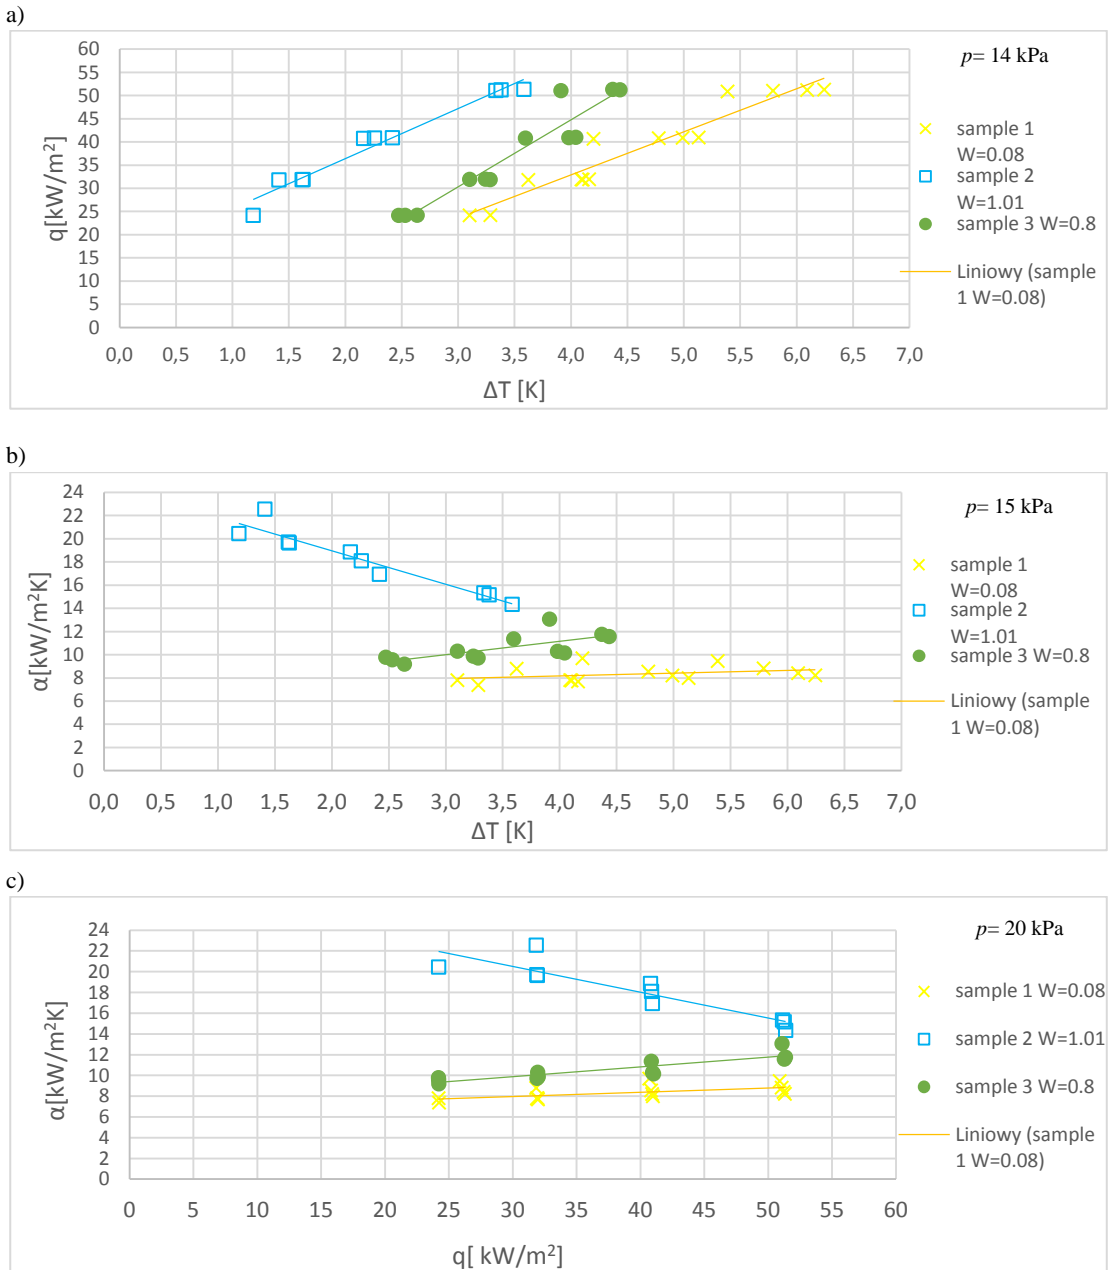 a)
p= 14 kPa
60
55
50
45
40
35
30
25
20
15
10
5
0
q[kW/m²]
0,0 0,5 1,0 1,5 2,0 2,5 3,0 3,5 4,0 4,5 5,0 5,5 6,0 6,5 7,0
ΔT [K]
sample 1
W=0.08
sample 2
W=1.01
sample 3 W=0.8
Liniowy (sample
1 W=0.08)
b)
p= 15 kPa
24
22
20
18
16
14
12
10
8
6
4
2
0
α[kW/m²K]
0,0 0,5 1,0 1,5 2,0 2,5 3,0 3,5 4,0 4,5 5,0 5,5 6,0 6,5 7,0
ΔT [K]
sample 1
W=0.08
sample 2
W=1.01
sample 3 W=0.8
Liniowy (sample
1 W=0.08)
c)
p= 20 kPa
24
22
20
18
16
14
12
10
8
6
4
2
0
α[kW/m²K]
0 5 10 15 20 25 30 35 40 45 50 55 60
q[ kW/m²]
sample 1 W=0.08
sample 2 W=1.01
sample 3 W=0.8
Liniowy (sample
1 W=0.08)